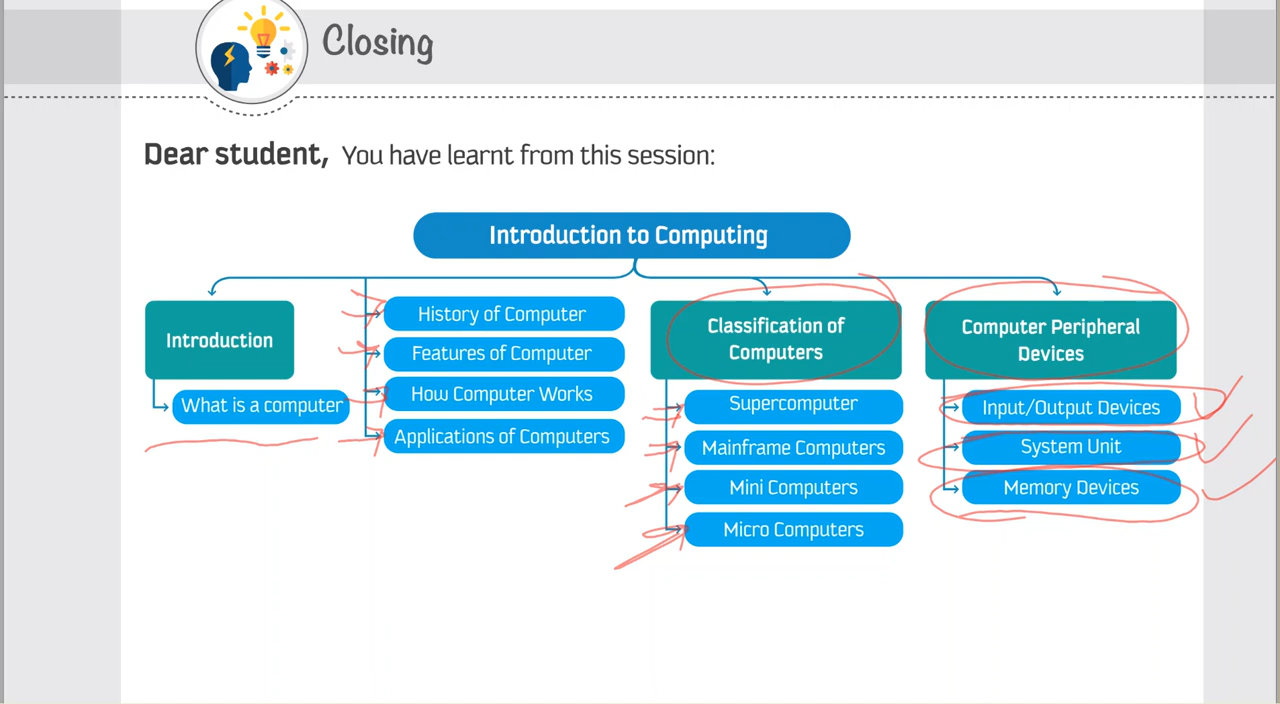 Closing
Dear student, You have learnt from this session:
Introduction to Computing
Introduction
What is a computer
History of Computer
Features of Computer
How Computer Works
Applications of Computers
Classification of
Computers
Supercomputer
Mainframe Computers
Mini Computers
Micro Computers
Computer Peripheral
Devices
Input/Output Devices
System Unit
Memory Devices